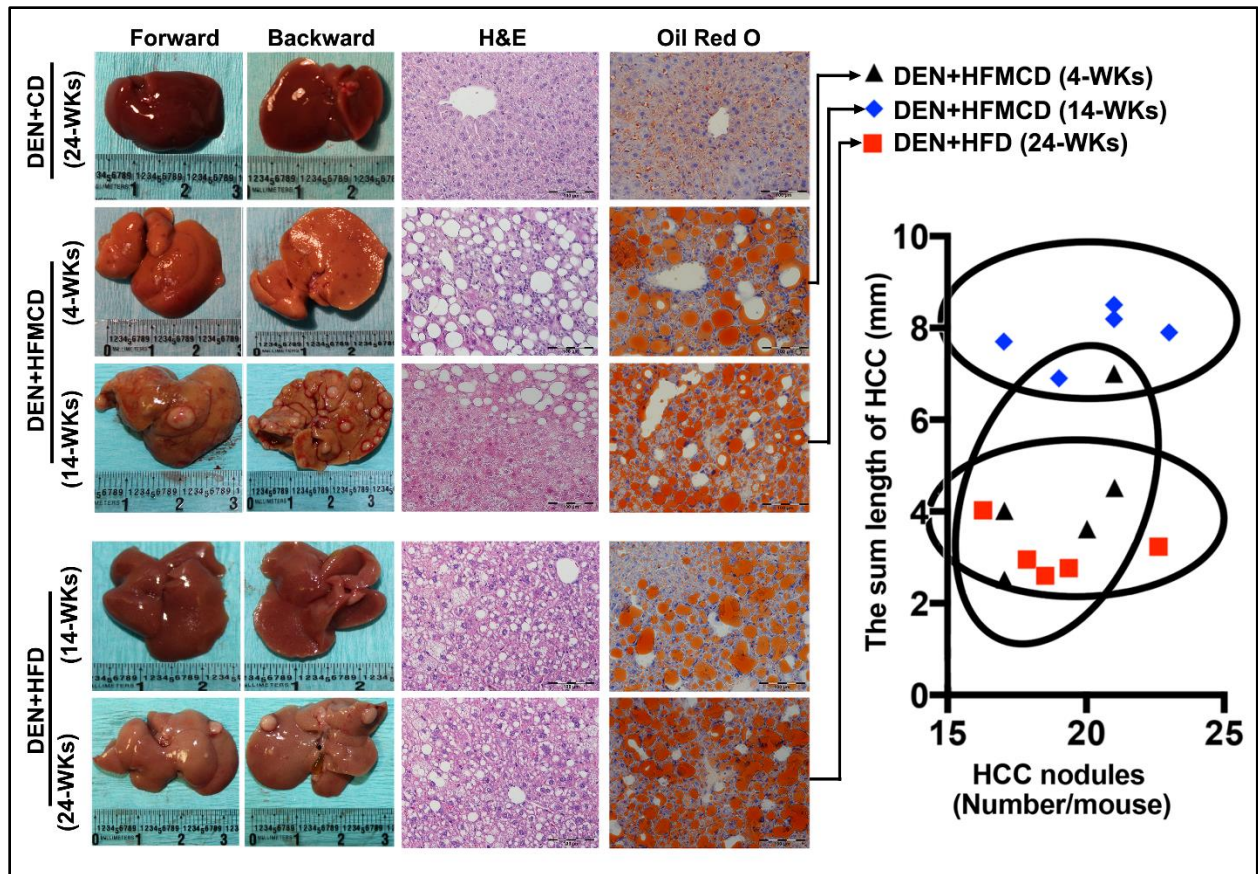 Forward Backward H&E Oil Red O
DEN+CD
(24-WKs)
DEN+HFMCD
(4-WKs)
(14-WKs)
DEN+HFD
(14-WKs)
(24-WKs)
DEN+HFMCD (4-WKs)
DEN+HFMCD (14-WKs)
DEN+HFD (24-WKs)
The sum length of HCC (mm)
10
8
6
4
2
0
15 20 25
HCC nodules
(Number/mouse)